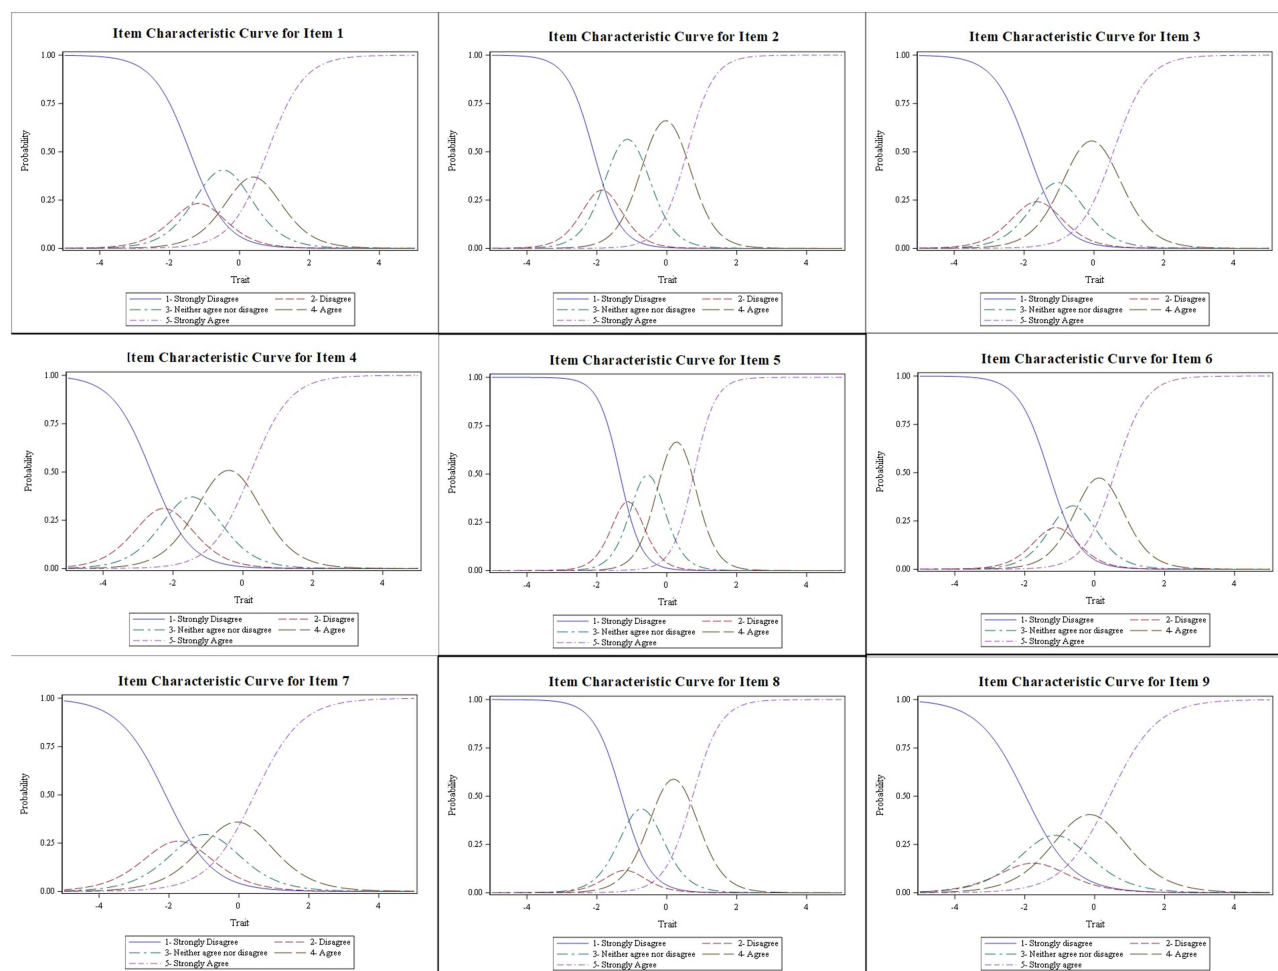 Item Characteristic Curve for Item 1
1.00
0.75
0.50
0.25
0.00
Probability
-4 -2 0 2 4
Trait
1- Strongly Disagree 2- Disagree
3- Neither agree nor disagree 4- Agree
5- Strongly Agree
Item Characteristic Curve for Item 2
1.00
0.75
0.50
0.25
0.00
Probability
-4 -2 0 2 4
Trait
1- Strongly Disagree 2- Disagree
3- Neither agree nor disagree 4- Agree
5- Strongly Agree
Item Characteristic Curve for Item 3
1.00
0.75
0.50
0.25
0.00
Probability
-4 -2 0 2 4
Trait
1- Strongly Disagree 2- Disagree
3- Neither agree nor disagree 4- Agree
5- Strongly Agree
Item Characteristic Curve for Item 4
1.00
0.75
0.50
0.25
0.00
Probability
-4 -2 0 2 4
Trait
1- Strongly Disagree 2- Disagree
3- Neither agree nor disagree 4- Agree
5- Strongly Agree
Item Characteristic Curve for Item 5
1.00
0.75
0.50
0.25
0.00
Probability
-4 -2 0 2 4
Trait
1- Strongly Disagree 2- Disagree
3- Neither agree nor disagree 4- Agree
5- Strongly Agree
Item Characteristic Curve for Item 6
1.00
0.75
0.50
0.25
0.00
Probability
-4 -2 0 2 4
Trait
1- Strongly Disagree 2- Disagree
3- Neither agree nor disagree 4- Agree
5- Strongly Agree
Item Characteristic Curve for Item 7
1.00
0.75
0.50
0.25
0.00
Probability
-4 -2 0 2 4
Trait
1- Strongly Disagree 2- Disagree
3- Neither agree nor disagree 4- Agree
5- Strongly agree
Item Characteristic Curve for Item 8
1.00
0.75
0.50
0.25
0.00
Probability
-4 -2 0 2 4
Trait
1- Strongly Disagree 2- Disagree
3- Neither agree nor disagree 4- Agree
5- Strongly Agree
Item Characteristic Curve for Item 9
1.00
0.75
0.50
0.25
0.00
Probability
-4 -2 0 2 4
Trait
1- Strongly Disagree 2- Disagree
3- Neither agree nor disagree 4- Agree
5- Strongly agree